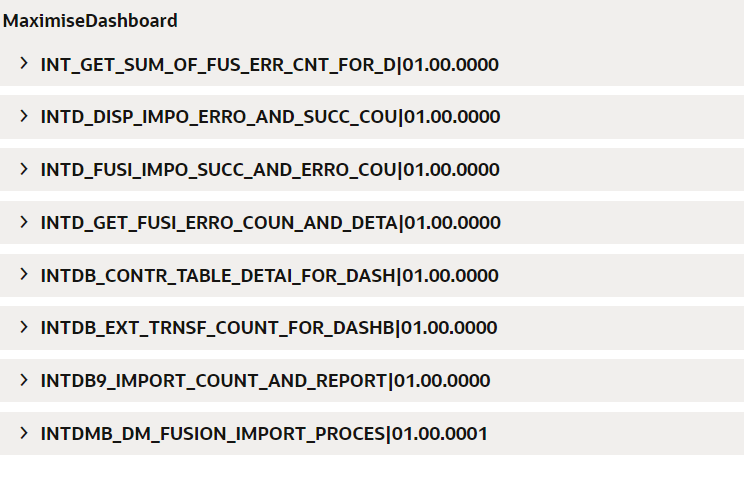 MaximiseDashboard
INT_GET_SUM_OF_FUS_ERR_CNT_FOR_D|01.00.0000
INTD_DISP_IMPO_ERRO_AND_SUCC_COU|01.00.0000
INTD_FUSI_IMPO_SUCC_AND_ERRO_COU|01.00.0000
INTD_GET_FUSI_ERRO_COUN_AND_DETA|01.00.0000
INTDB_CONTR_TABLE_DETAI_FOR_DASH|01.00.0000
INTDB_EXT_TRNSF_COUNT_FOR_DASHB|01.00.0000
INTDB9_IMPORT_COUNT_AND_REPORT|01.00.0000
INTDMB_DM_FUSION_IMPORT_PROCES|01.00.0001